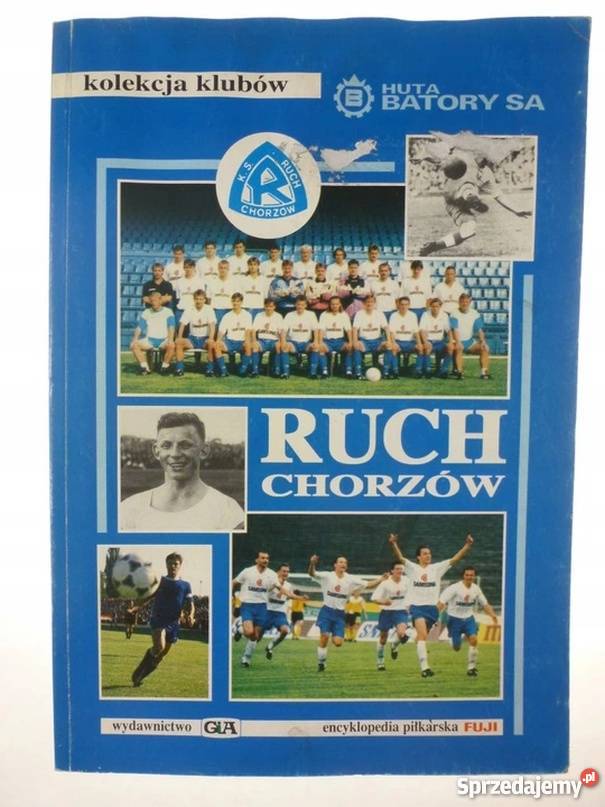 kolekcja klubów
HUTA
BATORY SA
K. S. RUCH
CHORZÓW
RUCH
CHORZÓW
wydawnictwo GiA encyklopedia piłkarska FUJI
Sprzedajemy.pl